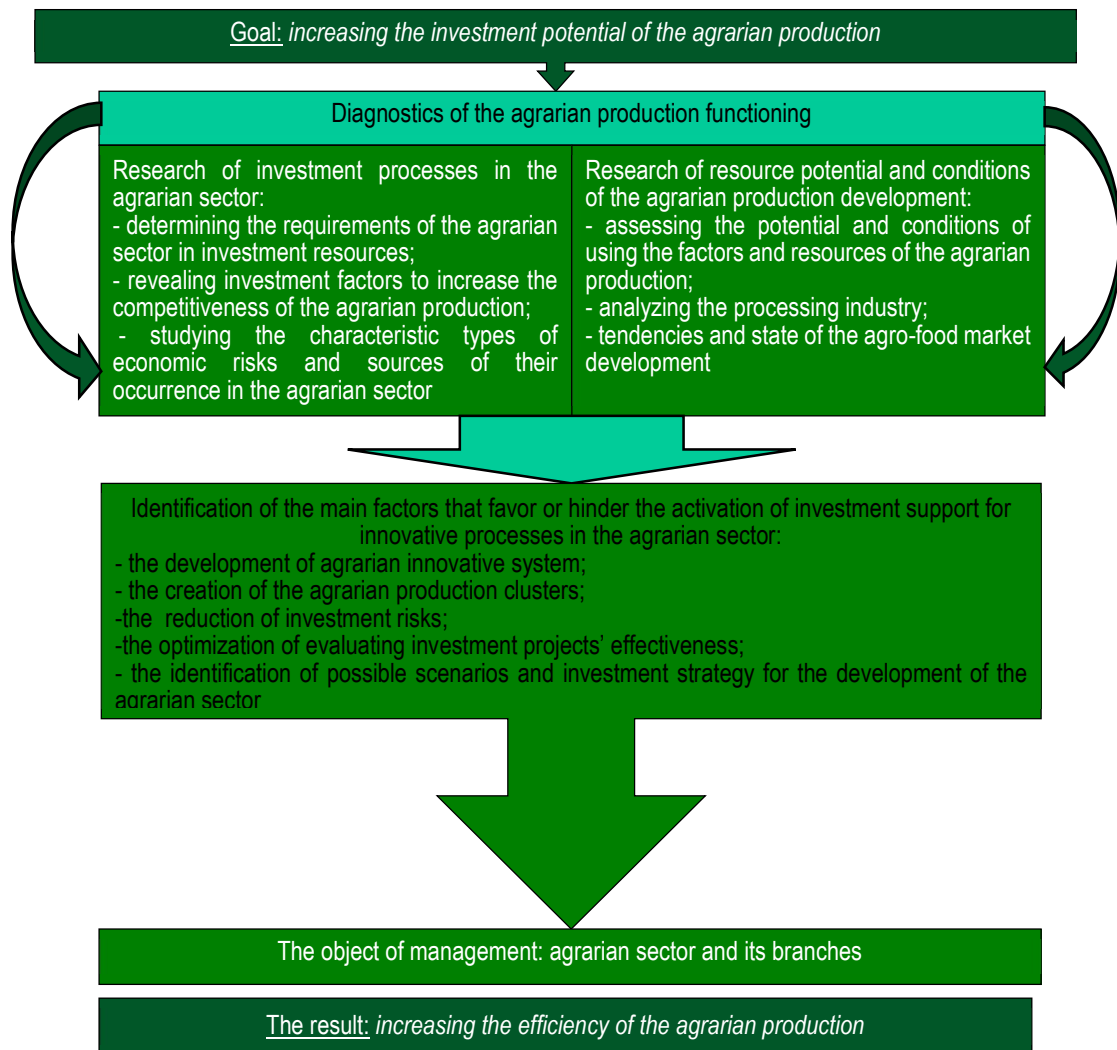 Goal: increasing the investment potential of the agrarian production
Diagnostics of the agrarian production functioning
Research of investment processes in the
agrarian sector:
- determining the requirements of the agrarian
sector in investment resources;
- revealing investment factors to increase the
competitiveness of the agrarian production;
- studying the characteristic types of
economic risks and sources of their
occurrence in the agrarian sector
Research of resource potential and conditions
of the agrarian production development:
- assessing the potential and conditions of
using the factors and resources of the agrarian
production;
- analyzing the processing industry;
- tendencies and state of the agro-food market
development
Identification of the main factors that favor or hinder the activation of investment support for
innovative processes in the agrarian sector:
- the development of agrarian innovative system;
- the creation of the agrarian production clusters;
-the reduction of investment risks;
-the optimization of evaluating investment projects’ effectiveness;
- the identification of possible scenarios and investment strategy for the development of the
agrarian sector
The object of management: agrarian sector and its branches
The result: increasing the efficiency of the agrarian production